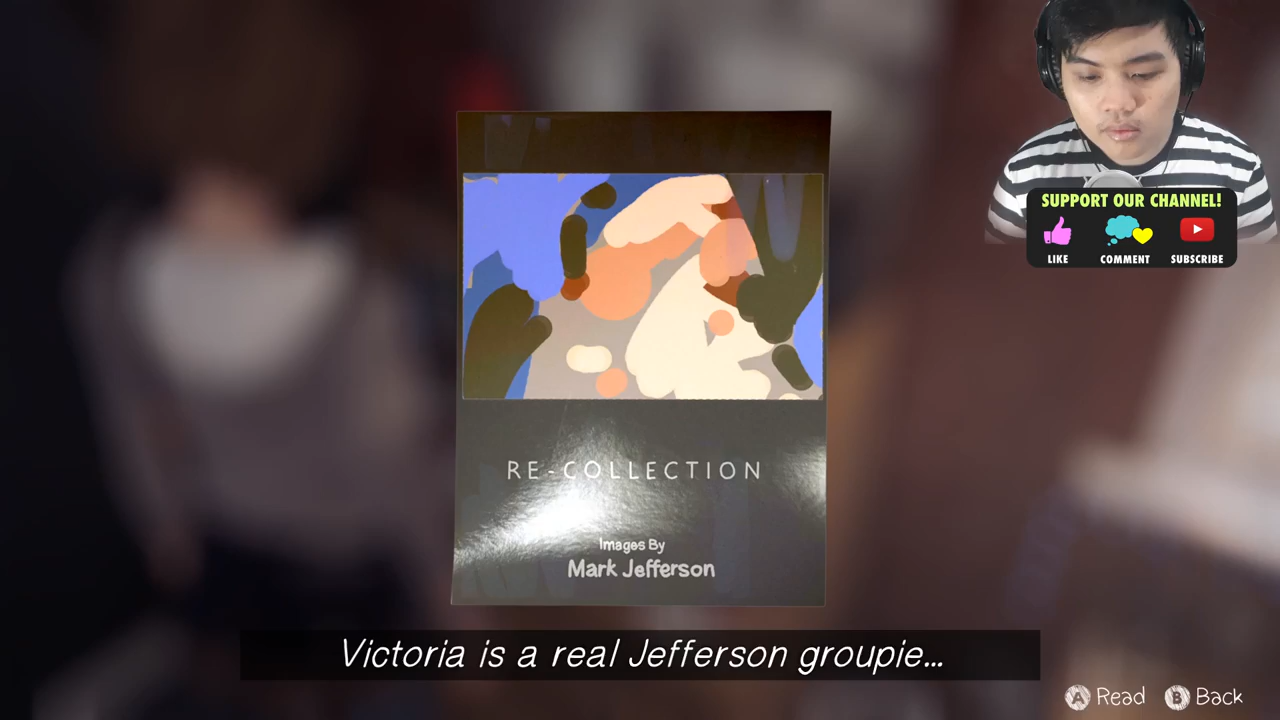 SUPPORT OUR CHANNEL!
LIKE COMMENT SUBSCRIBE
RE-COLLECTION
Images By
Mark Jefferson
Victoria is a real Jefferson groupie...
A Read B Back